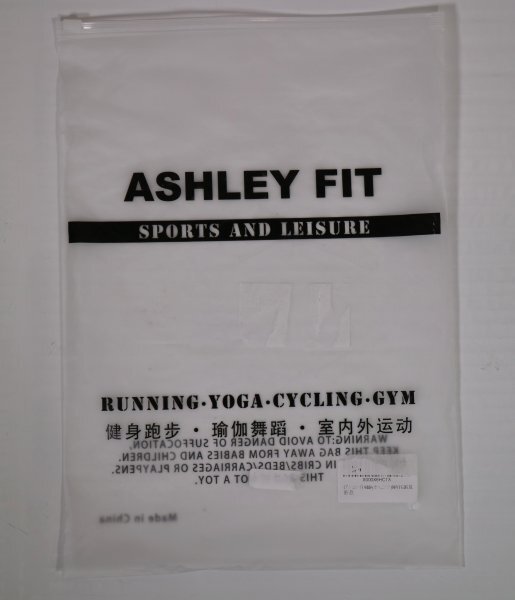 ASHLEY FIT
SPORTS AND LEISURE
RUNNING·YOGA·CYCLING·GYM
健身跑步·瑜伽舞蹈·室内外运动
WARNING:TO AVOID DANGER OF SUFFOCATION,
KEEP THIS BAG AWAY FROM BABIES AND CHILDREN.
IN CRIBS/BEDS/CARRIAGES OR PLAYPENS.
THIS OT A TOY.
Made in China